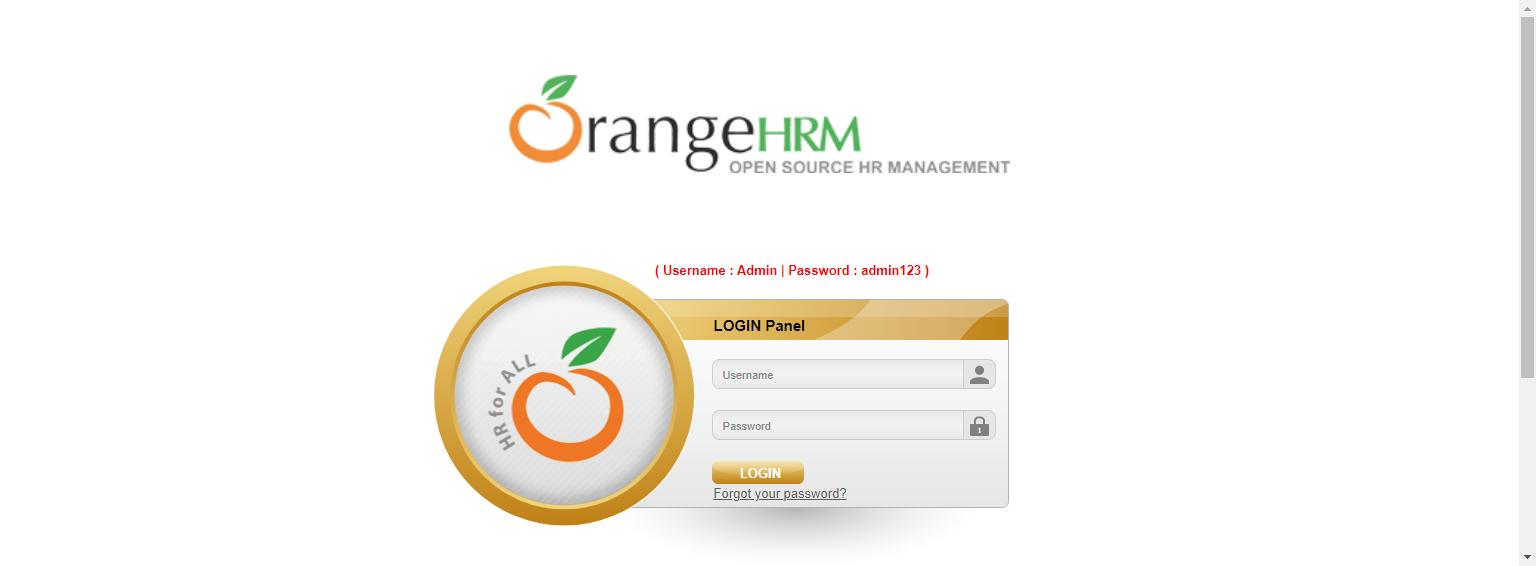 OrangeHRM
OPEN SOURCE HR MANAGEMENT
( Username : Admin | Password : admin123 )
HR for ALL
LOGIN Panel
Username
Password
LOGIN
Forgot your password?